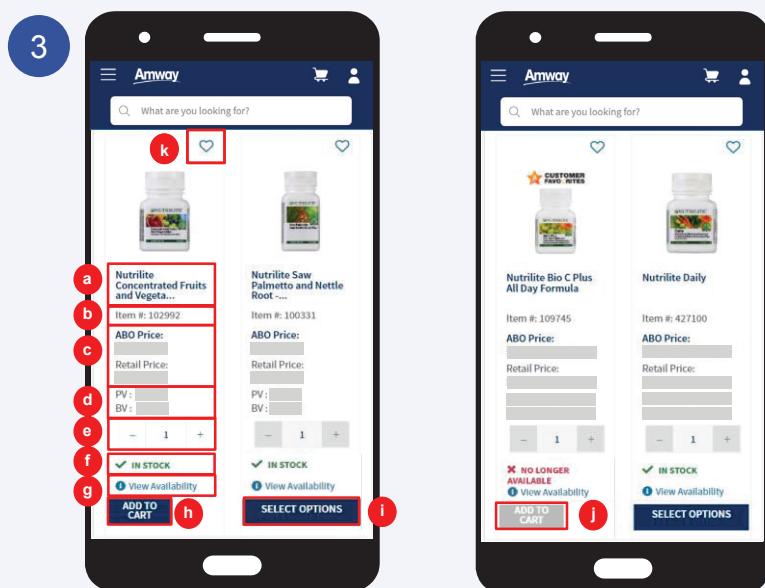 3
Amway
What are you looking for?
k
a
Nutrilite
Concentrated Fruits
and Vegeta...
b
Item #: 102992
c
ABO Price:
Retail Price:
d
PV :
BV :
e
– 1 +
f
IN STOCK
g
View Availability
ADD TO
CART
h
Nutrilite Saw
Palmetto and Nettle
Root -...
Item #: 100331
ABO Price:
Retail Price:
PV :
BV :
– 1 +
IN STOCK
View Availability
SELECT OPTIONS
i
Amway
What are you looking for?
CUSTOMER
Nutrilite Bio C Plus
All Day Formula
Item #: 109745
ABO Price:
Retail Price:
– 1 +
NO LONGER
AVAILABLE
View Availability
ADD TO
CART
j
Nutrilite Daily
Item #: 427100
ABO Price:
Retail Price:
– 1 +
IN STOCK
View Availability
SELECT OPTIONS